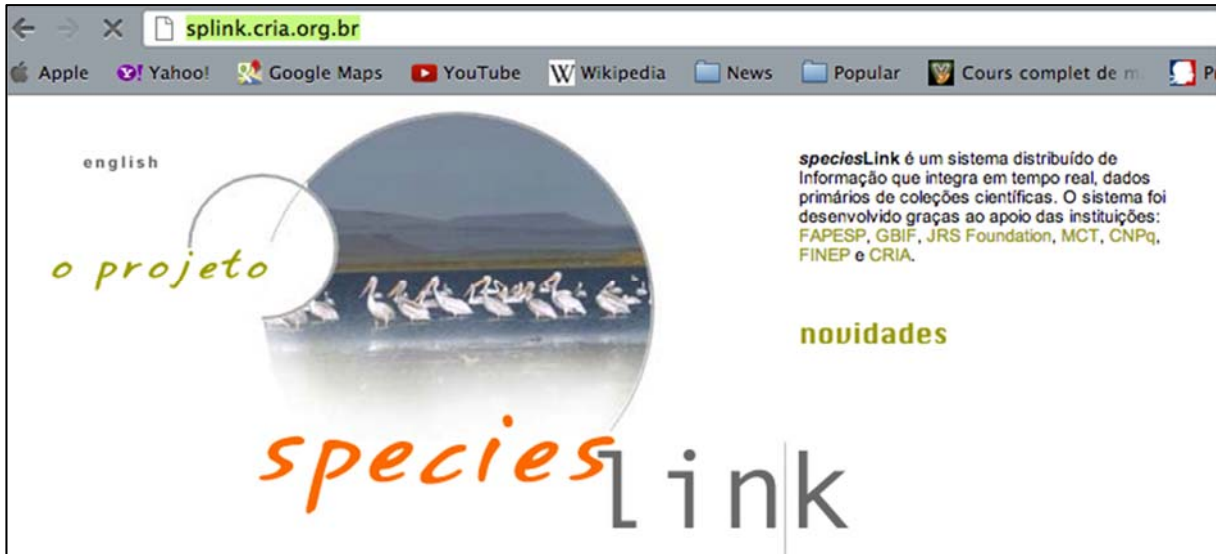 splink.cria.org.br
Apple Yahoo! Google Maps YouTube Wikipedia News Popular Cours complet de m
english
o projeto
specieslink
speciesLink é um sistema distribuído de
Informação que integra em tempo real, dados
primários de coleções científicas. O sistema foi
desenvolvido graças ao apoio das instituições:
FAPESP, GBIF, JRS Foundation, MCT, CNPq,
FINEP e CRIA.
novidades